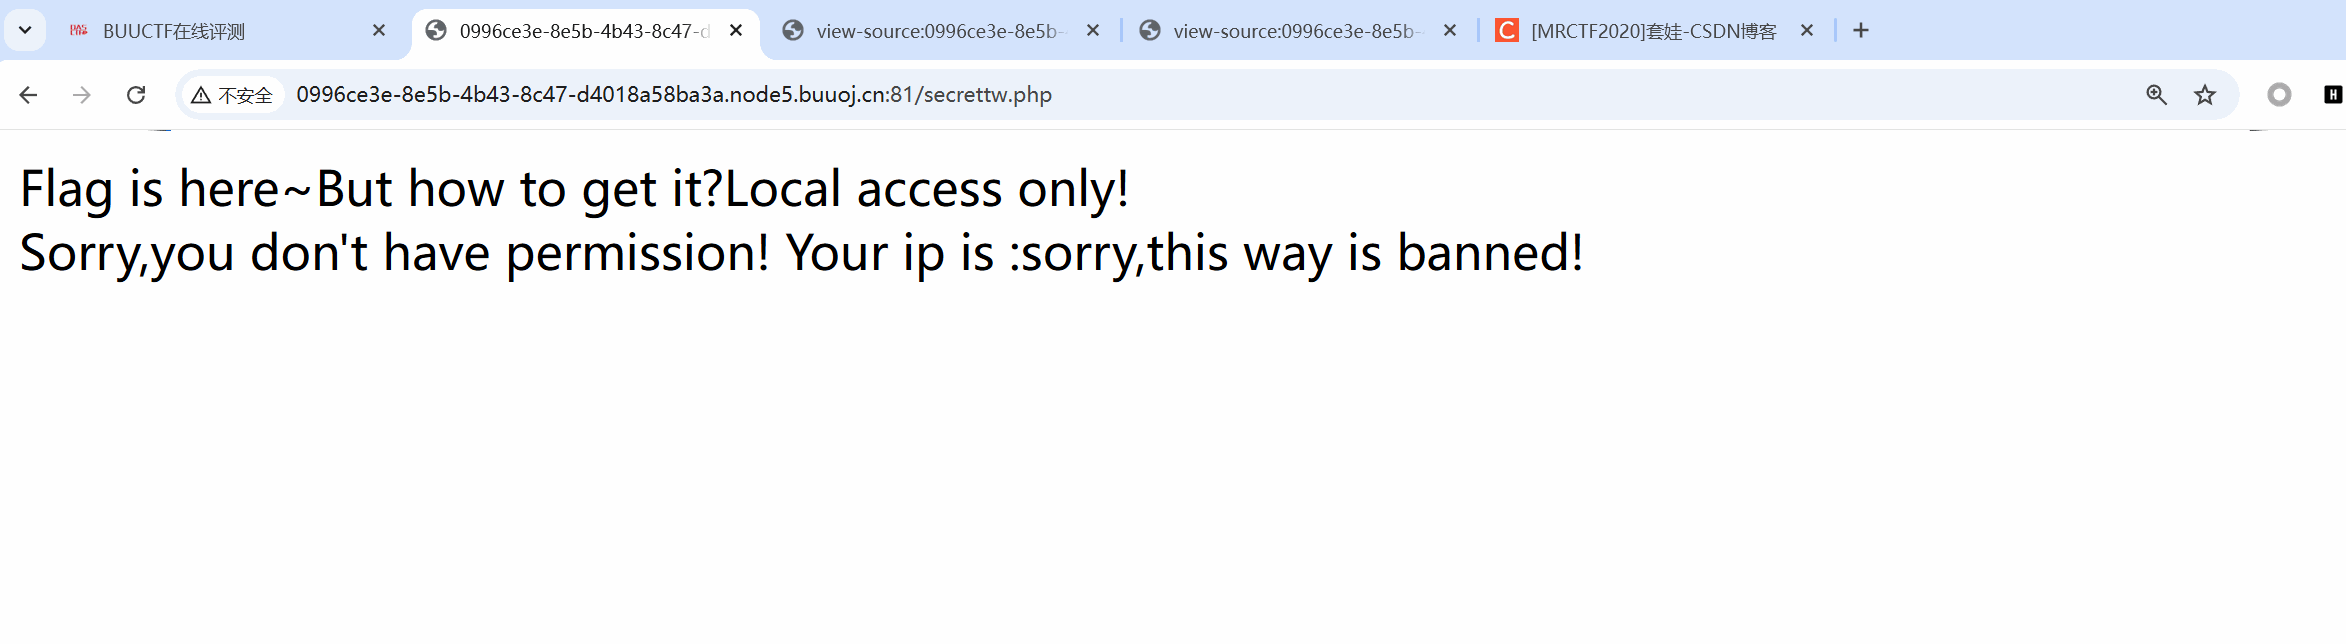 BUUCTF在线评测
0996ce3e-8e5b-4b43-8c47-d
view-source:0996ce3e-8e5b-
view-source:0996ce3e-8e5b-
[MRCTF2020]套娃-CSDN博客
不安全 0996ce3e-8e5b-4b43-8c47-d4018a58ba3a.node5.buuoj.cn:81/secrettw.php
Flag is here~But how to get it?Local access only!
Sorry,you don't have permission! Your ip is :sorry,this way is banned!